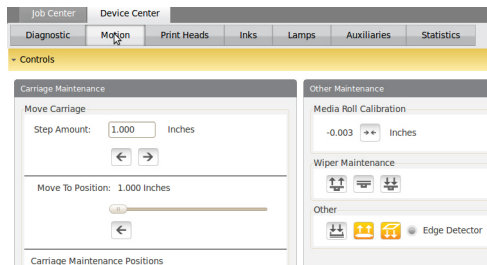 Job Center Device Center
Diagnostic Motion Print Heads Inks Lamps Auxiliaries Statistics
Controls
Carriage Maintenance
Move Carriage
Step Amount: 1.000 Inches
Move To Position: 1.000 Inches
Carriage Maintenance Positions
Other Maintenance
Media Roll Calibration
-0.003 Inches
Wiper Maintenance
Other
Edge Detector